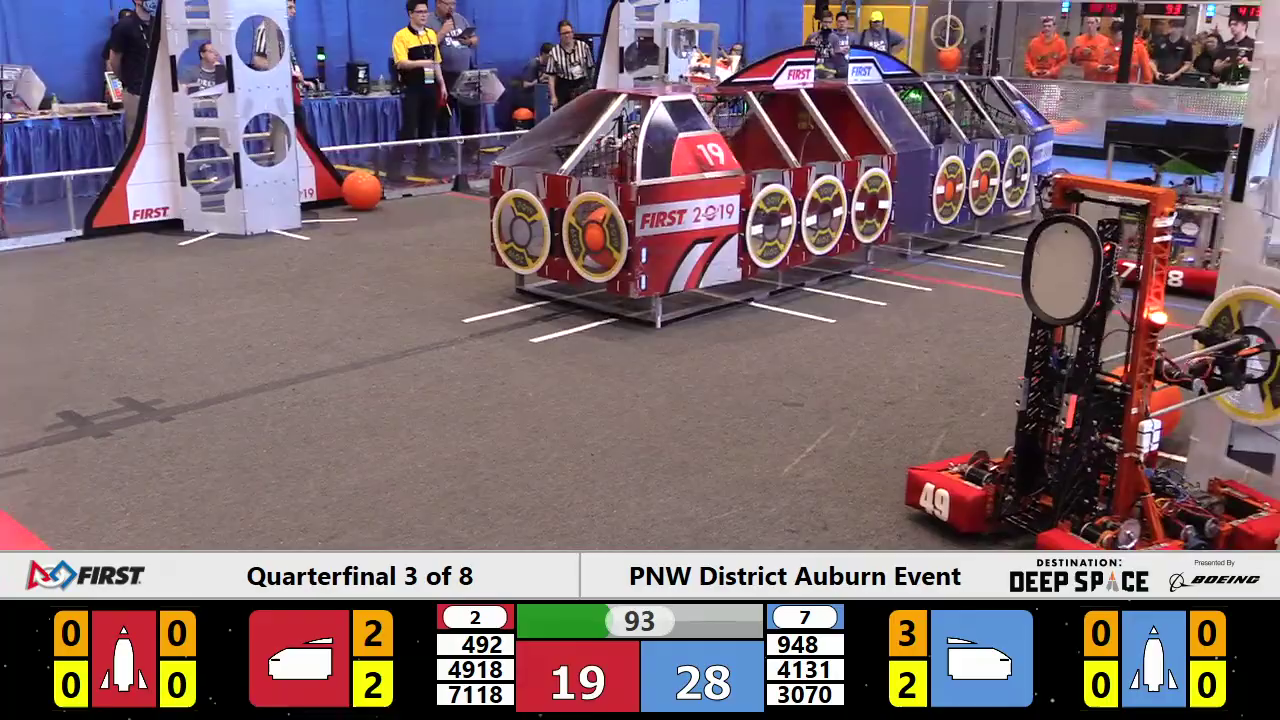 93
FIRST
FIRST
19
FIRST
19
FIRST 2019
49
FIRST
Quarterfinal 3 of 8
PNW District Auburn Event
DESTINATION:
DEEP SPACE
Presented By
BOEING
0
0
2
2
93
7
3
0
0
492
948
4918
4131
7118
3070
19
28
0
0
2
2
0
0